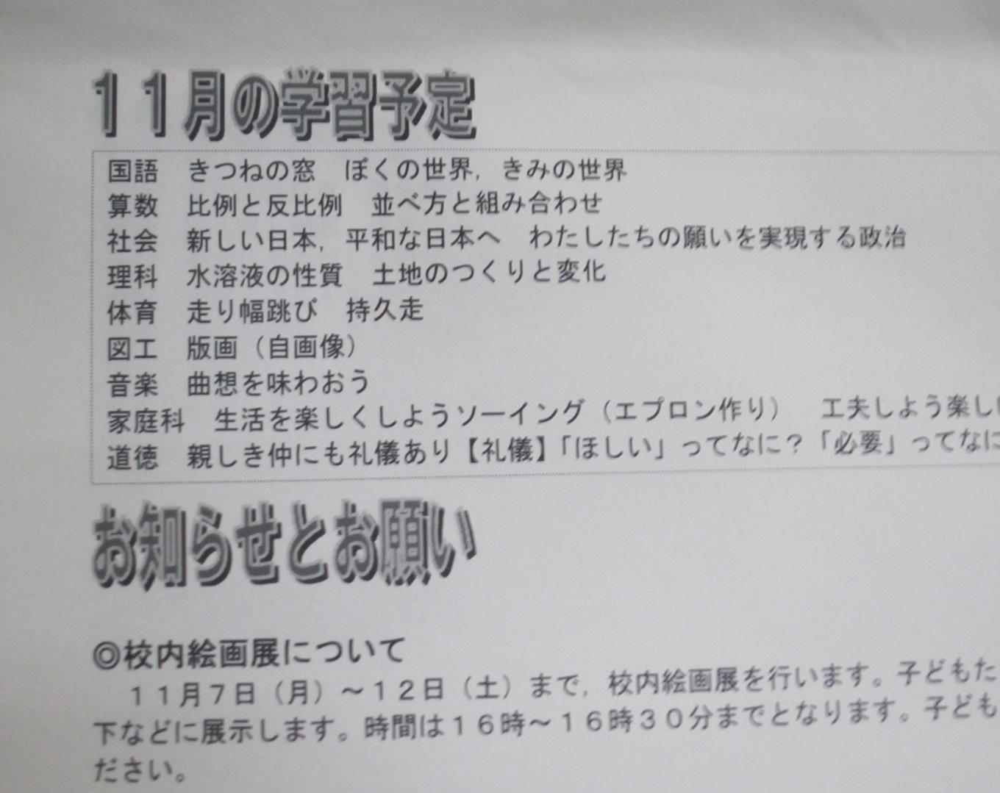 １１月の学習予定
国語　きつねの窓　ぼくの世界，きみの世界
算数　比例と反比例　並べ方と組み合わせ
社会　新しい日本，平和な日本へ　わたしたちの願いを実現する政治
理科　水溶液の性質　土地のつくりと変化
体育　走り幅跳び　持久走
図工　版画（自画像）
音楽　曲想を味わおう
家庭科　生活を楽しくしようソーイング（エプロン作り）　工夫しよう楽し
道徳　親しき仲にも礼儀あり【礼儀】「ほしい」ってなに？「必要」ってなに
お知らせとお願い
◎校内絵画展について
１１月７日（月）～１２日（土）まで，校内絵画展を行います。子どもた
下などに展示します。時間は１６時～１６時３０分までとなります。子ども
ださい。